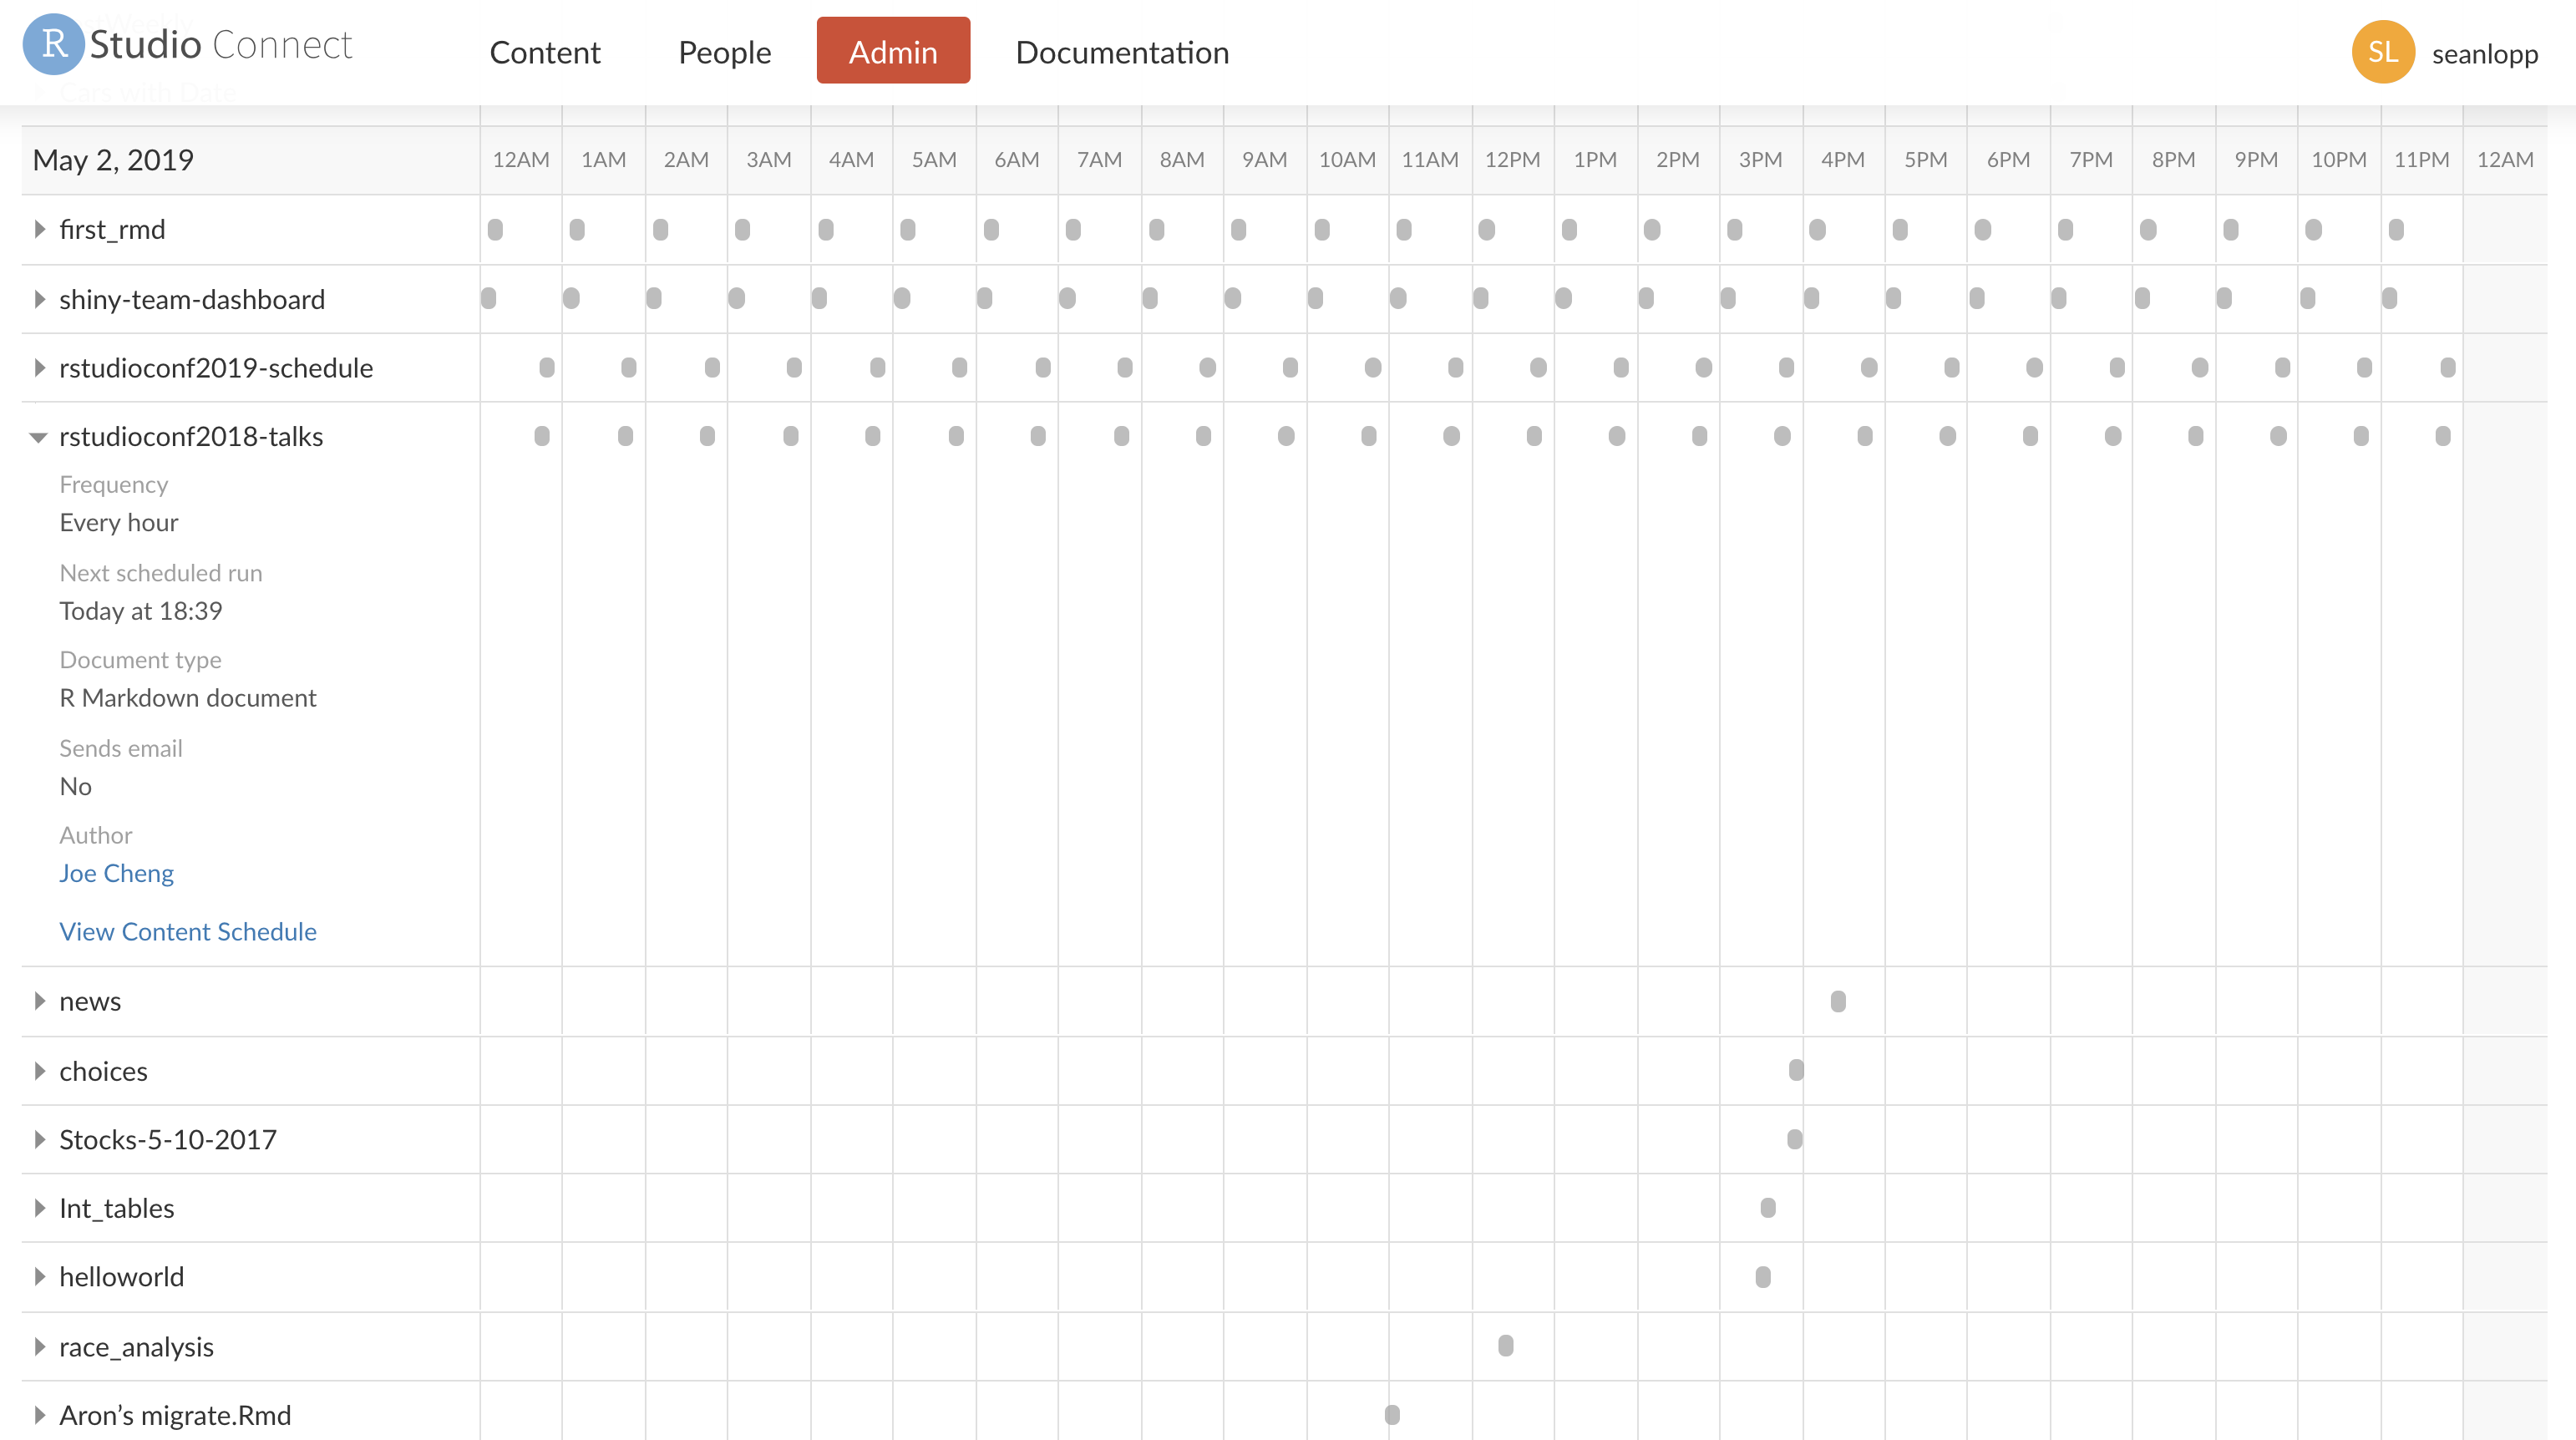 RStudio Connect Content People Admin Documentation SL seanlopp
Cars with Date
May 2, 2019 12AM 1AM 2AM 3AM 4AM 5AM 6AM 7AM 8AM 9AM 10AM 11AM 12PM 1PM 2PM 3PM 4PM 5PM 6PM 7PM 8PM 9PM 10PM 11PM 12AM
first_rmd
shiny-team-dashboard
rstudioconf2019-schedule
rstudioconf2018-talks
Frequency
Every hour
Next scheduled run
Today at 18:39
Document type
R Markdown document
Sends email
No
Author
Joe Cheng
View Content Schedule
news
choices
Stocks-5-10-2017
Int_tables
helloworld
race_analysis
Aron’s migrate.Rmd